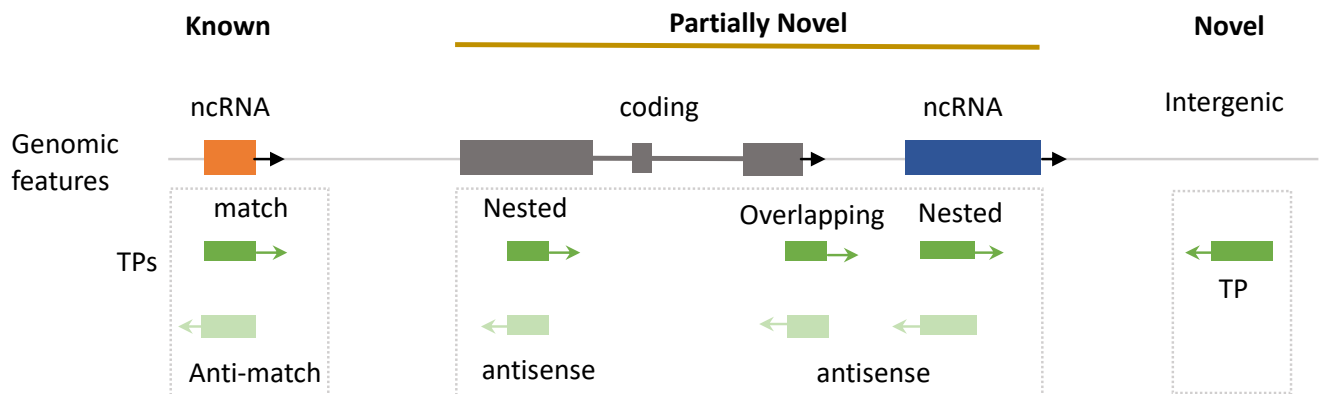 Known
Partially Novel
Novel
ncRNA
coding
ncRNA
Intergenic
Genomic
features
match
Nested
Overlapping
Nested
TPs
TP
Anti-match
antisense
antisense